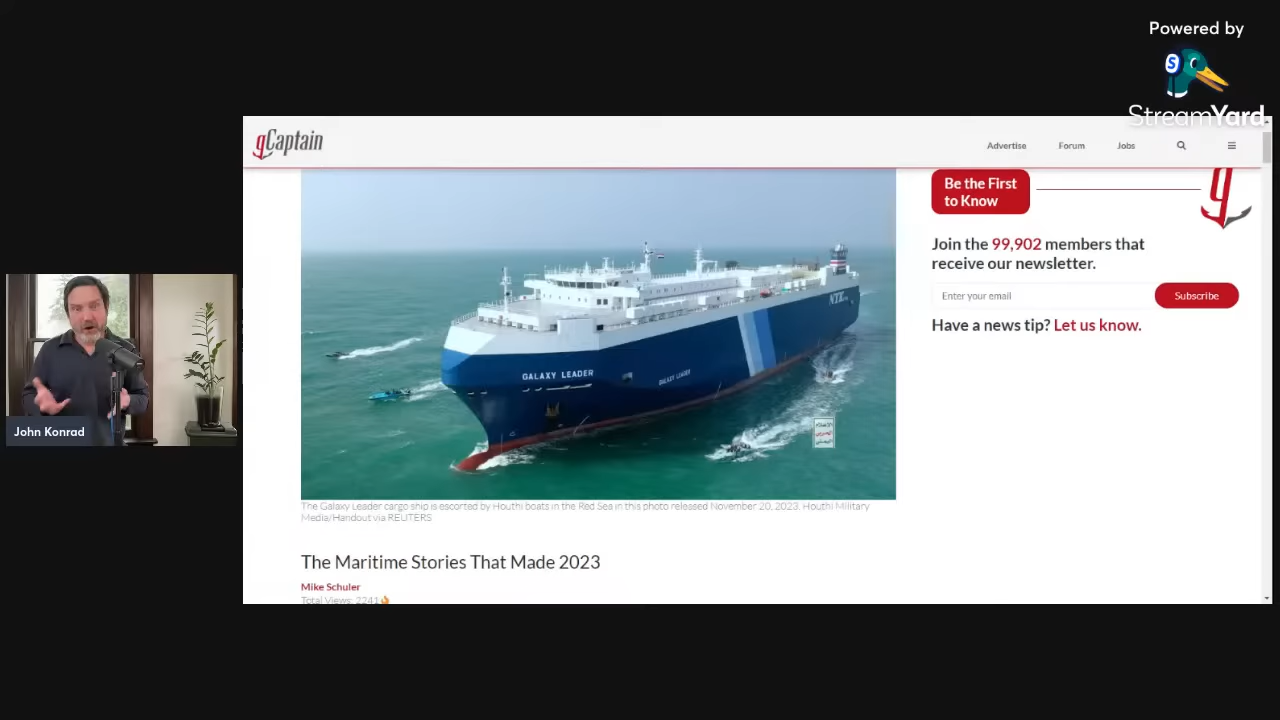 Powered by
StreamYard
gCaptain
Advertise
Forum
Jobs
Be the First
to Know
Join the 99,902 members that
receive our newsletter.
Enter your email
Subscribe
Have a news tip? Let us know.
GALAXY LEADER
GALAXY LEADER
NYK
John Konrad
The Galaxy Leader cargo ship is escorted by Houthi boats in the Red Sea in this photo released November 20, 2023. Houthi Military
Media/Handout via REUTERS
The Maritime Stories That Made 2023
Mike Schuler
Total Views: 2241